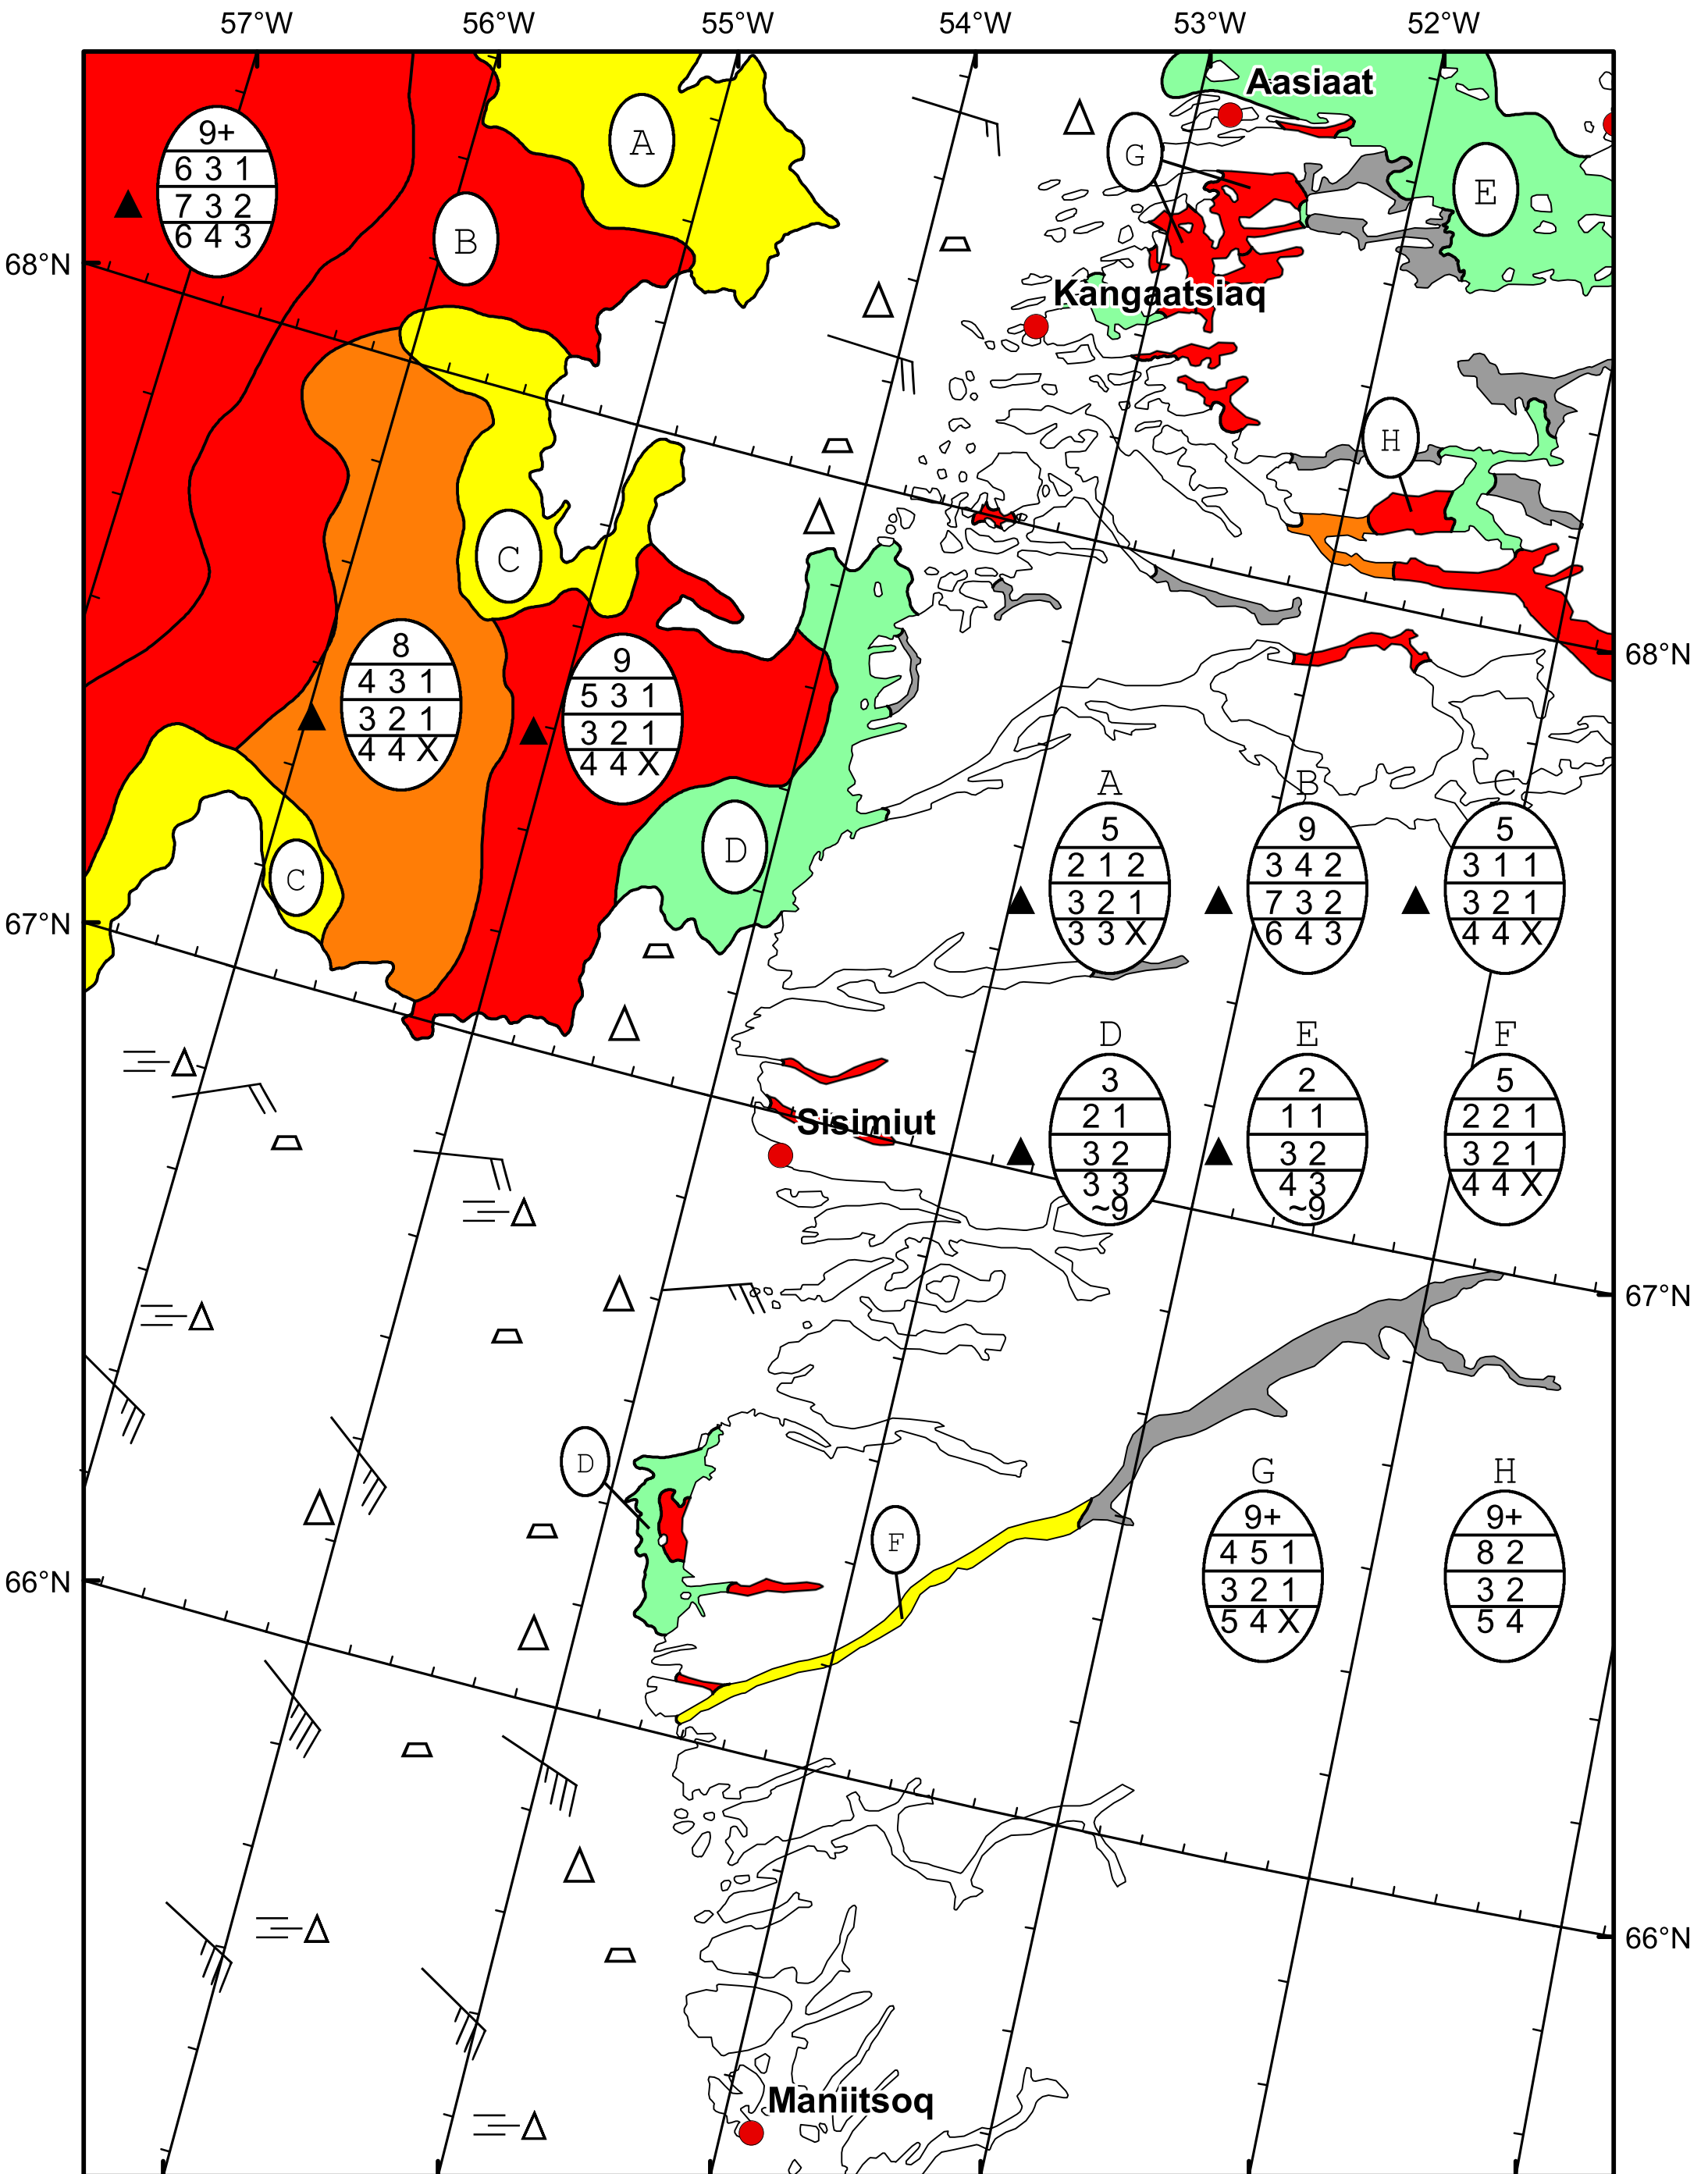 57°W 56°W 55°W 54°W 53°W 52°W
Aasiaat
9+
6 3 1
7 3 2
6 4 3
A
G
E
B
68°N
Kangaatsiaq
H
C
68°N
8
4 3 1
3 2 1
4 4 X
9
5 3 1
3 2 1
4 4 X
D
C
67°N
A
5
2 1 2
3 2 1
3 3 X
B
9
3 4 2
7 3 2
6 4 3
C
5
3 1 1
3 2 1
4 4 X
D
3
2 1
3 2
3 3
~9
E
2
1 1
3 2
4 3
~9
F
5
2 2 1
3 2 1
4 4 X
Sisimiut
67°N
D
F
66°N
G
9+
4 5 1
3 2 1
5 4 X
H
9+
8 2
3 2
5 4
66°N
Maniitsoq